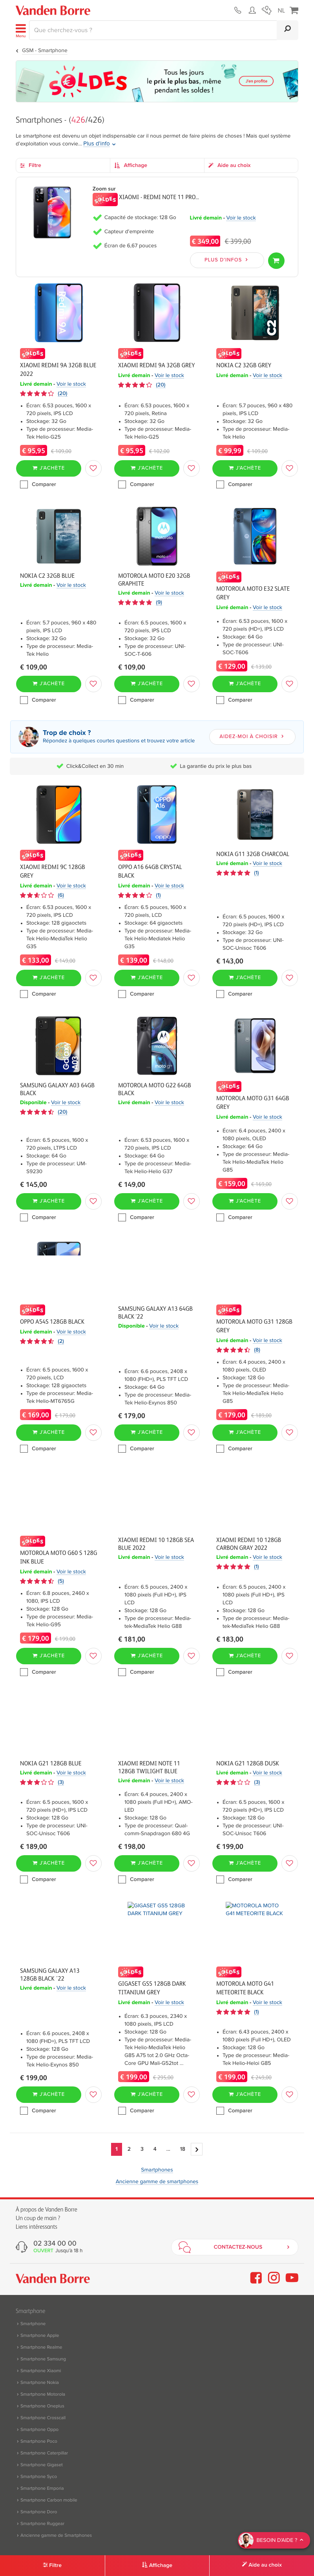 Vanden Borre
NL
Menu
Que cherchez-vous ?
GSM - Smartphone
SOLDES
Jusqu'au 31/01,
je solde mes points,
même sur les soldes !
J'en profite
Smartphones - (426/426)
Un smartphone est devenu un objet indispensable car il nous permet de faire pleins de choses ! Mais quel système
d'exploitation vous convie... Plus d'info
Filtre
Affichage
Aide au choix
Zoom sur
SOLDES XIAOMI - REDMI NOTE 11 PRO...
Capacité de stockage: 128 Go
Capteur d'empreinte
Écran de 6,67 pouces
Livré demain - Voir le stock
€ 349,00 € 399,00
PLUS D'INFOS
SOLDES
XIAOMI REDMI 9A 32GB BLUE
2022
Livré demain - Voir le stock
(20)
Écran: 6.53 pouces, 1600 x
720 pixels, IPS LCD
Stockage: 32 Go
Type de processeur: Media-
Tek Helio-G25
€ 95,95 € 109,00
J'ACHÈTE
Comparer
SOLDES
XIAOMI REDMI 9A 32GB GREY
Livré demain - Voir le stock
(20)
Écran: 6.53 pouces, 1600 x
720 pixels, Retina
Stockage: 32 Go
Type de processeur: Media-
Tek Helio-G25
€ 95,95 € 102,00
J'ACHÈTE
Comparer
SOLDES
NOKIA C2 32GB GREY
Livré demain - Voir le stock
Écran: 5.7 pouces, 960 x 480
pixels, IPS LCD
Stockage: 32 Go
Type de processeur: Media-
Tek Helio
€ 99,99 € 109,00
J'ACHÈTE
Comparer
NOKIA C2 32GB BLUE
Livré demain - Voir le stock
Écran: 5.7 pouces, 960 x 480
pixels, IPS LCD
Stockage: 32 Go
Type de processeur: Media-
Tek Helio
€ 109,00
J'ACHÈTE
Comparer
MOTOROLA MOTO E20 32GB
GRAPHITE
Livré demain - Voir le stock
(9)
Écran: 6.5 pouces, 1600 x
720 pixels, IPS LCD
Stockage: 32 Go
Type de processeur: UNI-
SOC-T-606
€ 109,00
J'ACHÈTE
Comparer
SOLDES
MOTOROLA MOTO E32 SLATE
GREY
Livré demain - Voir le stock
Écran: 6.53 pouces, 1600 x
720 pixels (HD+), IPS LCD
Stockage: 64 Go
Type de processeur: UNI-
SOC-T606
€ 129,00 € 139,00
J'ACHÈTE
Comparer
Trop de choix ?
Répondez à quelques courtes questions et trouvez votre article
AIDEZ-MOI À CHOISIR
Click&Collect en 30 min
La garantie du prix le plus bas
SOLDES
XIAOMI REDMI 9C 128GB
GREY
Livré demain - Voir le stock
(6)
Écran: 6.53 pouces, 1600 x
720 pixels, IPS LCD
Stockage: 128 gigaoctets
Type de processeur: Media-
Tek Helio-MediaTek Helio
G35
€ 133,00 € 149,00
J'ACHÈTE
Comparer
SOLDES
OPPO A16 64GB CRYSTAL
BLACK
Livré demain - Voir le stock
(1)
Écran: 6.5 pouces, 1600 x
720 pixels, LCD
Stockage: 64 gigaoctets
Type de processeur: Media-
Tek Helio-Mediatek Helio
G35
€ 139,00 € 148,00
J'ACHÈTE
Comparer
NOKIA G11 32GB CHARCOAL
Livré demain - Voir le stock
(1)
Écran: 6.5 pouces, 1600 x
720 pixels (HD+), IPS LCD
Stockage: 32 Go
Type de processeur: UNI-
SOC-Unisoc T606
€ 143,00
J'ACHÈTE
Comparer
SAMSUNG GALAXY A03 64GB
BLACK
Disponible - Voir le stock
(20)
Écran: 6.5 pouces, 1600 x
720 pixels, LTPS LCD
Stockage: 64 Go
Type de processeur: UM-
S9230
€ 145,00
J'ACHÈTE
Comparer
MOTOROLA MOTO G22 64GB
BLACK
Livré demain - Voir le stock
Écran: 6.53 pouces, 1600 x
720 pixels, IPS LCD
Stockage: 64 Go
Type de processeur: Media-
Tek Helio-Helio G37
€ 149,00
J'ACHÈTE
Comparer
SOLDES
MOTOROLA MOTO G31 64GB
GREY
Livré demain - Voir le stock
Écran: 6.4 pouces, 2400 x
1080 pixels, OLED
Stockage: 64 Go
Type de processeur: Media-
Tek Helio-MediaTek Helio
G85
€ 159,00 € 169,00
J'ACHÈTE
Comparer
SOLDES
OPPO A54S 128GB BLACK
Livré demain - Voir le stock
(2)
Écran: 6.5 pouces, 1600 x
720 pixels, LCD
Stockage: 128 gigaoctets
Type de processeur: Media-
Tek Helio-MT6765G
€ 169,00 € 179,00
J'ACHÈTE
Comparer
SAMSUNG GALAXY A13 64GB
BLACK '22
Disponible - Voir le stock
Écran: 6.6 pouces, 2408 x
1080 (FHD+), PLS TFT LCD
Stockage: 64 Go
Type de processeur: Media-
Tek Helio-Exynos 850
€ 179,00
J'ACHÈTE
Comparer
SOLDES
MOTOROLA MOTO G31 128GB
GREY
Livré demain - Voir le stock
(8)
Écran: 6.4 pouces, 2400 x
1080 pixels, OLED
Stockage: 128 Go
Type de processeur: Media-
Tek Helio-MediaTek Helio
G85
€ 179,00 € 189,00
J'ACHÈTE
Comparer
SOLDES
MOTOROLA MOTO G60 S 128G
INK BLUE
Livré demain - Voir le stock
(5)
Écran: 6.8 pouces, 2460 x
1080, IPS LCD
Stockage: 128 Go
Type de processeur: Media-
Tek Helio-G95
€ 179,00 € 199,00
J'ACHÈTE
Comparer
XIAOMI REDMI 10 128GB SEA
BLUE 2022
Livré demain - Voir le stock
Écran: 6.5 pouces, 2400 x
1080 pixels (Full HD+), IPS
LCD
Stockage: 128 Go
Type de processeur: Media-
tek-MediaTek Helio G88
€ 181,00
J'ACHÈTE
Comparer
XIAOMI REDMI 10 128GB
CARBON GRAY 2022
Livré demain - Voir le stock
(1)
Écran: 6.5 pouces, 2400 x
1080 pixels (Full HD+), IPS
LCD
Stockage: 128 Go
Type de processeur: Media-
tek-MediaTek Helio G88
€ 183,00
J'ACHÈTE
Comparer
NOKIA G21 128GB BLUE
Livré demain - Voir le stock
(3)
Écran: 6.5 pouces, 1600 x
720 pixels (HD+), IPS LCD
Stockage: 128 Go
Type de processeur: UNI-
SOC-Unisoc T606
€ 189,00
J'ACHÈTE
Comparer
XIAOMI REDMI NOTE 11
128GB TWILIGHT BLUE
Livré demain - Voir le stock
Écran: 6.4 pouces, 2400 x
1080 pixels (Full HD+), AMO-
LED
Stockage: 128 Go
Type de processeur: Qual-
comm-Snapdragon 680 4G
€ 198,00
J'ACHÈTE
Comparer
NOKIA G21 128GB DUSK
Livré demain - Voir le stock
(3)
Écran: 6.5 pouces, 1600 x
720 pixels (HD+), IPS LCD
Stockage: 128 Go
Type de processeur: UNI-
SOC-Unisoc T606
€ 199,00
J'ACHÈTE
Comparer
SAMSUNG GALAXY A13
128GB BLACK '22
Livré demain - Voir le stock
Écran: 6.6 pouces, 2408 x
1080 (FHD+), PLS TFT LCD
Stockage: 128 Go
Type de processeur: Media-
Tek Helio-Exynos 850
€ 199,00
J'ACHÈTE
Comparer
GIGASET GS5 128GB
DARK TITANIUM GREY
SOLDES
GIGASET GS5 128GB DARK
TITANIUM GREY
Livré demain - Voir le stock
Écran: 6.3 pouces, 2340 x
1080 pixels, IPS LCD
Stockage: 128 Go
Type de processeur: Media-
Tek Helio-MediaTek Helio
G85 A75 tot 2.0 GHz Octa-
Core GPU Mali-G52tot ...
€ 199,00 € 295,00
J'ACHÈTE
Comparer
MOTOROLA MOTO
G41 METEORITE BLACK
SOLDES
MOTOROLA MOTO G41
METEORITE BLACK
Livré demain - Voir le stock
(1)
Écran: 6.43 pouces, 2400 x
1080 pixels (Full HD+), OLED
Stockage: 128 Go
Type de processeur: Media-
Tek Helio-Helio G85
€ 199,00 € 249,00
J'ACHÈTE
Comparer
1 2 3 4 ... 18
Smartphones
Ancienne gamme de smartphones
À propos de Vanden Borre
Un coup de main ?
Liens intéressants
02 334 00 00
OUVERT Jusqu'à 18 h
CONTACTEZ-NOUS
Vanden Borre
Smartphone
Smartphone
Smartphone Apple
Smartphone Realme
Smartphone Samsung
Smartphone Xiaomi
Smartphone Nokia
Smartphone Motorola
Smartphone Oneplus
Smartphone Crosscall
Smartphone Oppo
Smartphone Poco
Smartphone Caterpillar
Smartphone Gigaset
Smartphone Syco
Smartphone Emporia
Smartphone Carbon mobile
Smartphone Doro
Smartphone Ruggear
Ancienne gamme de Smartphones
BESOIN D'AIDE ?
Filtre
Affichage
Aide au choix